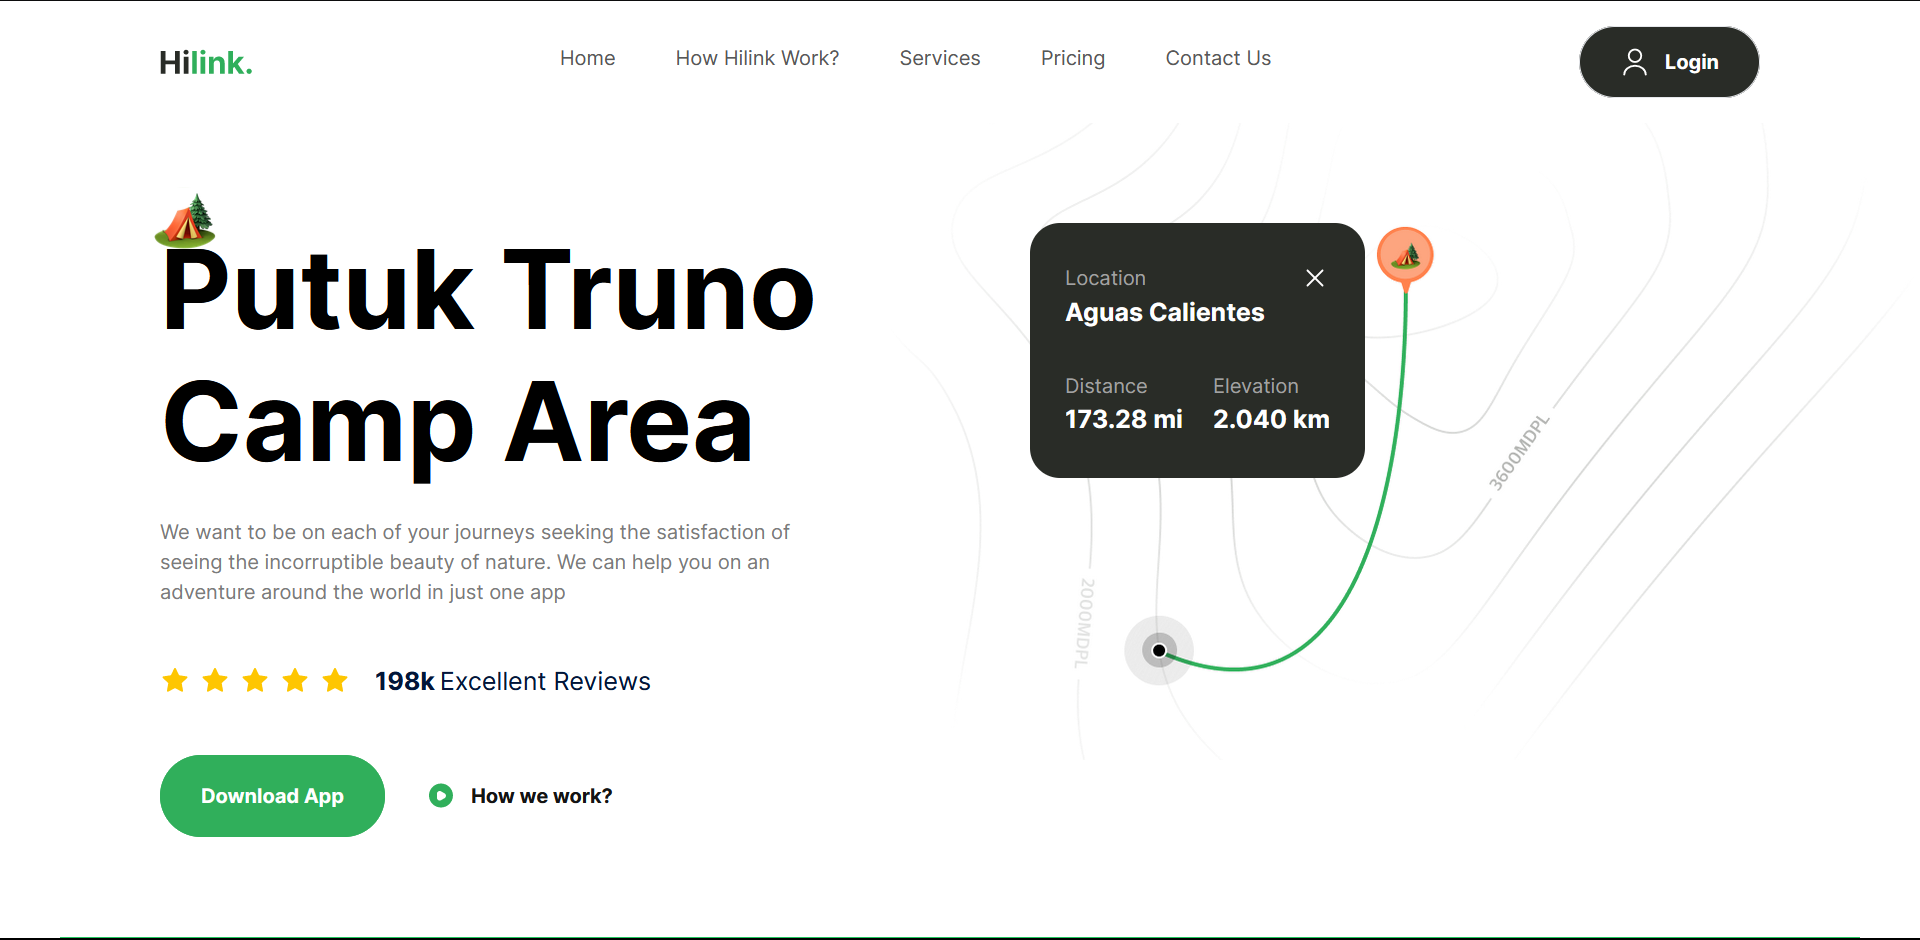 Hilink.
Home
How Hilink Work?
Services
Pricing
Contact Us
Login
Putuk Truno
Camp Area
We want to be on each of your journeys seeking the satisfaction of
seeing the incorruptible beauty of nature. We can help you on an
adventure around the world in just one app
198k Excellent Reviews
Download App
How we work?
Location
Aguas Calientes
Distance
173.28 mi
Elevation
2.040 km
3600MDPL
2000MDPL